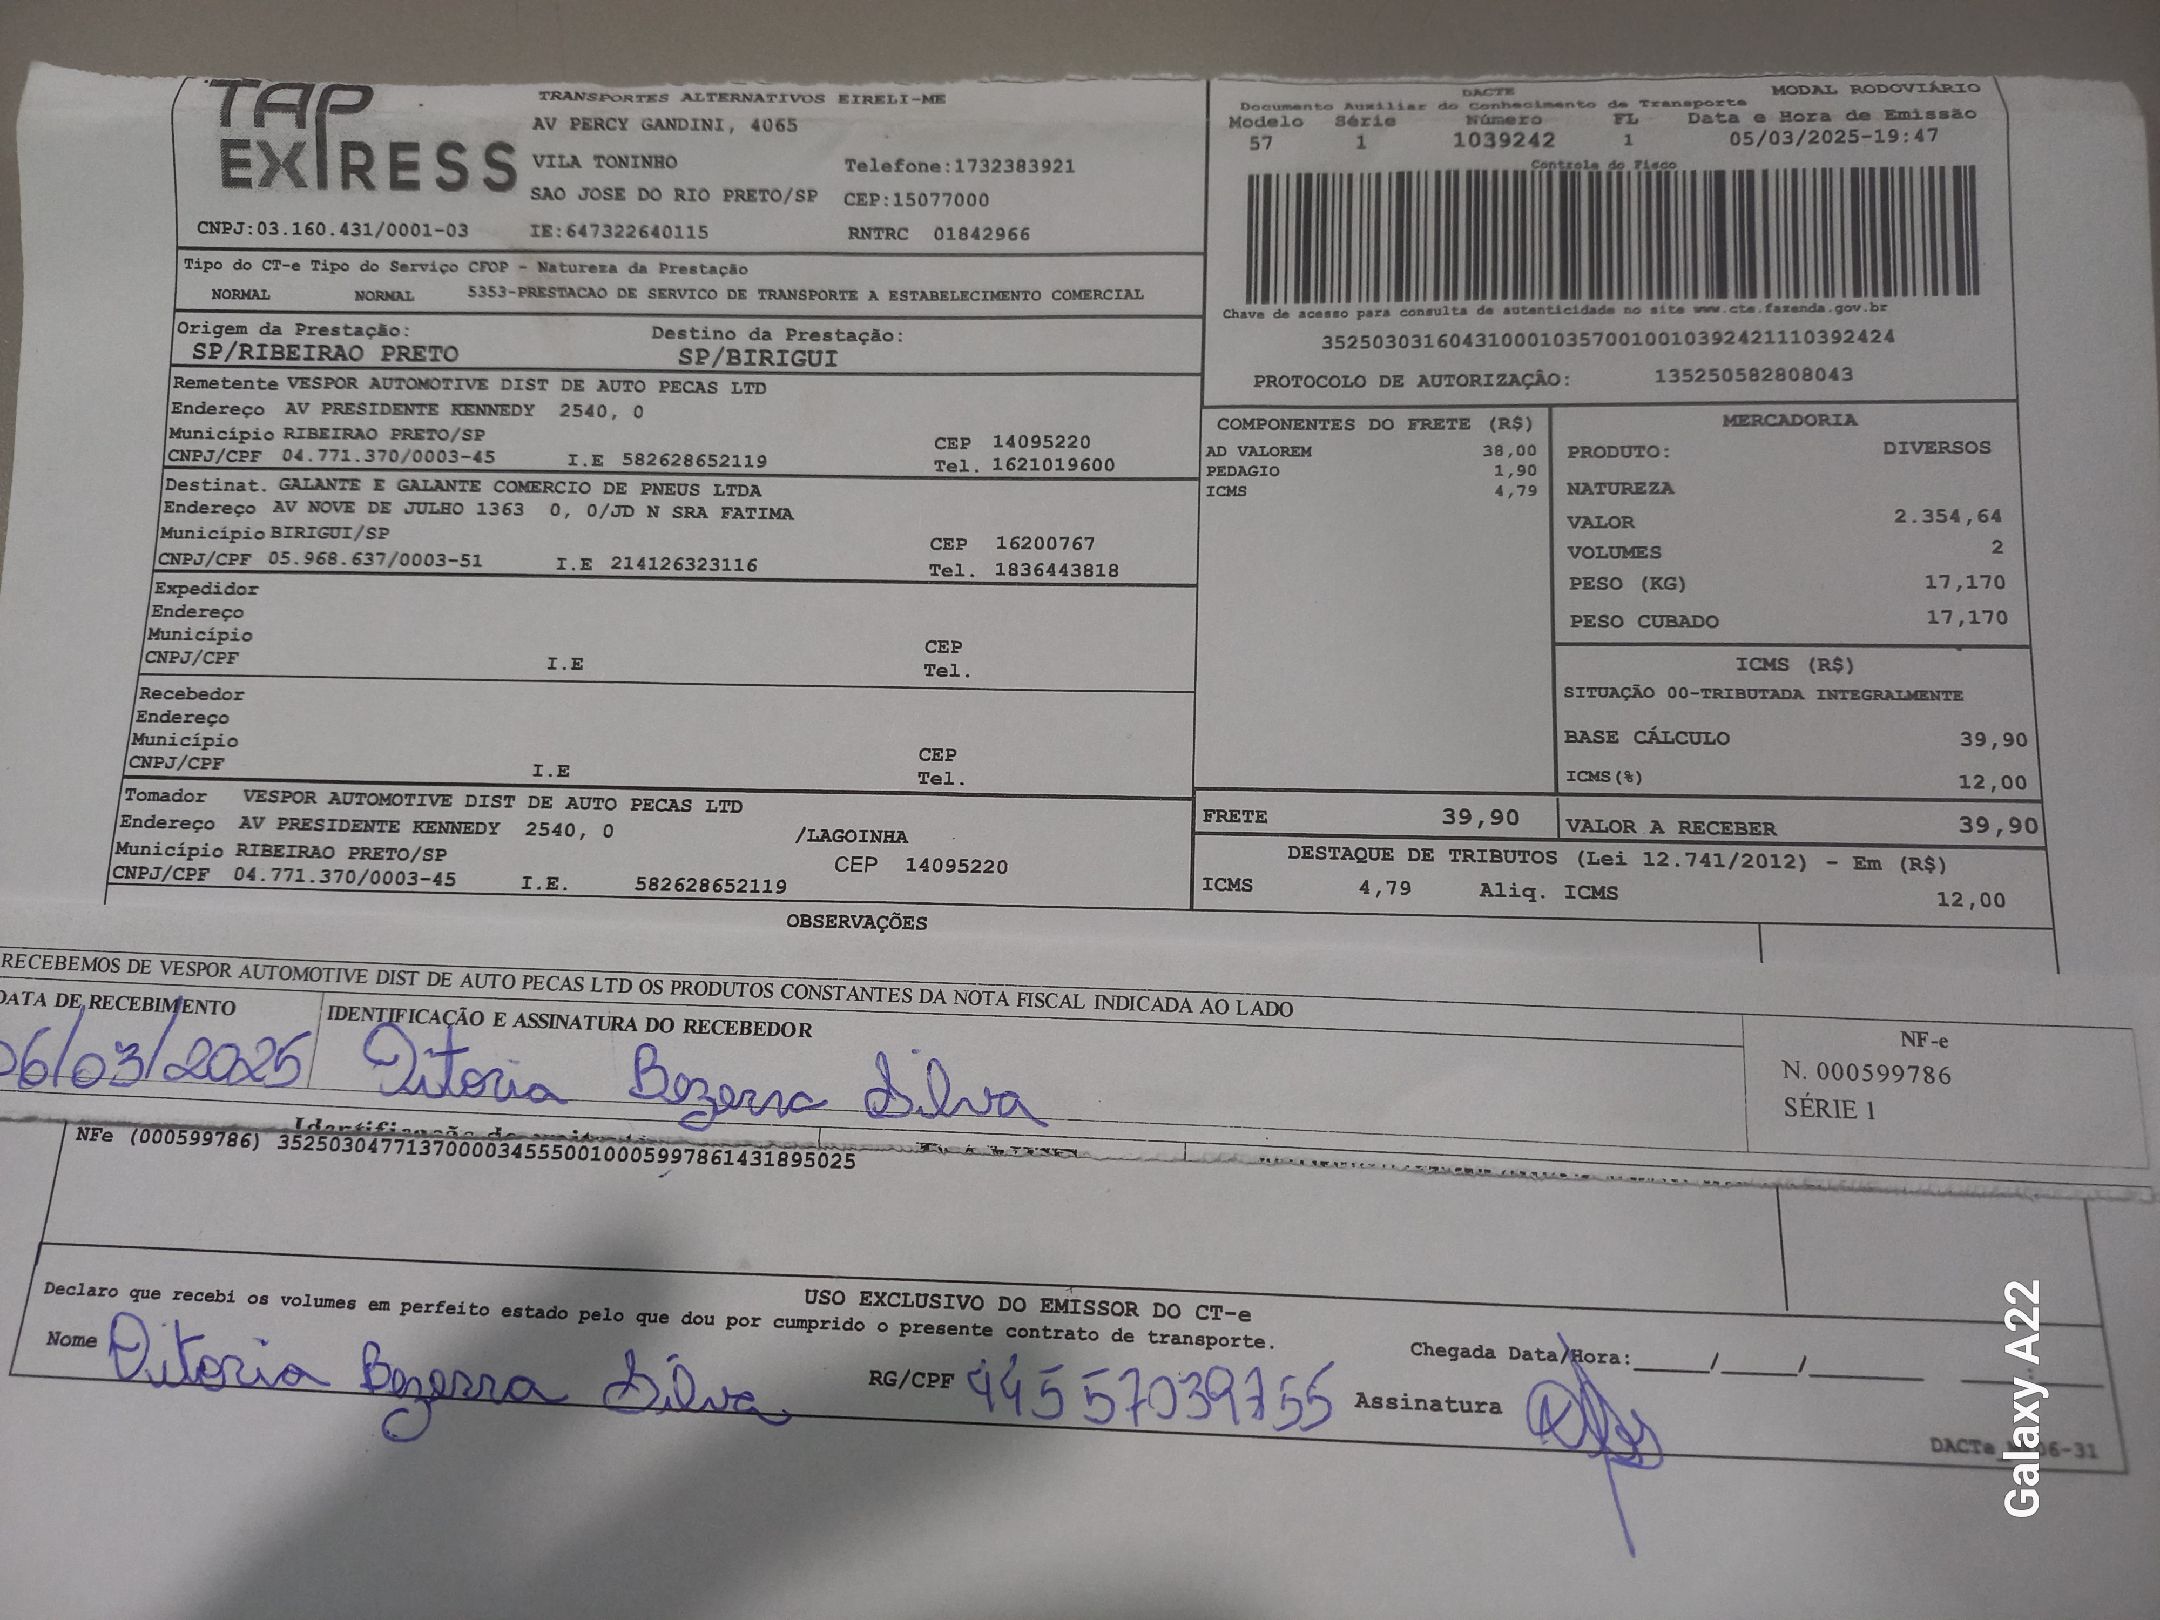 TAP EXPRESS
TRANSPORTES ALTERNATIVOS EIRELI-ME
AV PERCY GANDINI, 4065
VILA TONINHO Telefone:1732383921
SAO JOSE DO RIO PRETO/SP CEP:15077000
CNPJ:03.160.431/0001-03 IE:647322640115 RNTRC 01842966
DACTE MODAL RODOVIÁRIO
Documento Auxiliar do Conhecimento de Transporte
Modelo Série Número FL Data e Hora de Emissão
57 1 1039242 1 05/03/2025-19:47
Controle do Fisco
Chave de acesso para consulta de autenticidade no site www.cte.fazenda.gov.br
35250303160431000103570010010392421110392424
PROTOCOLO DE AUTORIZAÇÃO: 135250582808043
Tipo do CT-e Tipo do Serviço CFOP - Natureza da Prestação
NORMAL NORMAL 5353-PRESTACAO DE SERVICO DE TRANSPORTE A ESTABELECIMENTO COMERCIAL
Origem da Prestação: Destino da Prestação:
SP/RIBEIRAO PRETO SP/BIRIGUI
Remetente VESPOR AUTOMOTIVE DIST DE AUTO PECAS LTD
Endereço AV PRESIDENTE KENNEDY 2540, 0
Município RIBEIRAO PRETO/SP CEP 14095220
CNPJ/CPF 04.771.370/0003-45 I.E 582628652119 Tel. 1621019600
Destinat. GALANTE E GALANTE COMERCIO DE PNEUS LTDA
Endereço AV NOVE DE JULHO 1363 0, 0/JD N SRA FATIMA
Município BIRIGUI/SP CEP 16200767
CNPJ/CPF 05.968.637/0003-51 I.E 214126323116 Tel. 1836443818
Expedidor
Endereço
Município CEP
CNPJ/CPF I.E Tel.
Recebedor
Endereço
Município CEP
CNPJ/CPF I.E Tel.
Tomador VESPOR AUTOMOTIVE DIST DE AUTO PECAS LTD
Endereço AV PRESIDENTE KENNEDY 2540, 0 /LAGOINHA
Município RIBEIRAO PRETO/SP CEP 14095220
CNPJ/CPF 04.771.370/0003-45 I.E. 582628652119
COMPONENTES DO FRETE (R$)
AD VALOREM 38,00
PEDAGIO 1,90
ICMS 4,79
MERCADORIA
PRODUTO: DIVERSOS
NATUREZA
VALOR 2.354,64
VOLUMES 2
PESO (KG) 17,170
PESO CUBADO 17,170
ICMS (R$)
SITUAÇÃO 00-TRIBUTADA INTEGRALMENTE
BASE CÁLCULO 39,90
ICMS(%) 12,00
FRETE 39,90 VALOR A RECEBER 39,90
DESTAQUE DE TRIBUTOS (Lei 12.741/2012) - Em (R$)
ICMS 4,79 Aliq. ICMS 12,00
OBSERVAÇÕES
RECEBEMOS DE VESPOR AUTOMOTIVE DIST DE AUTO PECAS LTD OS PRODUTOS CONSTANTES DA NOTA FISCAL INDICADA AO LADO
DATA DE RECEBIMENTO IDENTIFICAÇÃO E ASSINATURA DO RECEBEDOR
06/03/2025 Vitoria Bezerra Silva
NF-e
N. 000599786
SÉRIE 1
NFe (000599786) 35250304771370000345550010005997861431895025
USO EXCLUSIVO DO EMISSOR DO CT-e
Declaro que recebi os volumes em perfeito estado pelo que dou por cumprido o presente contrato de transporte.
Nome Vitoria Bezerra Silva RG/CPF 44557039755 Assinatura
Chegada Data/Hora:_____/_____/_______ _________
Galaxy A22